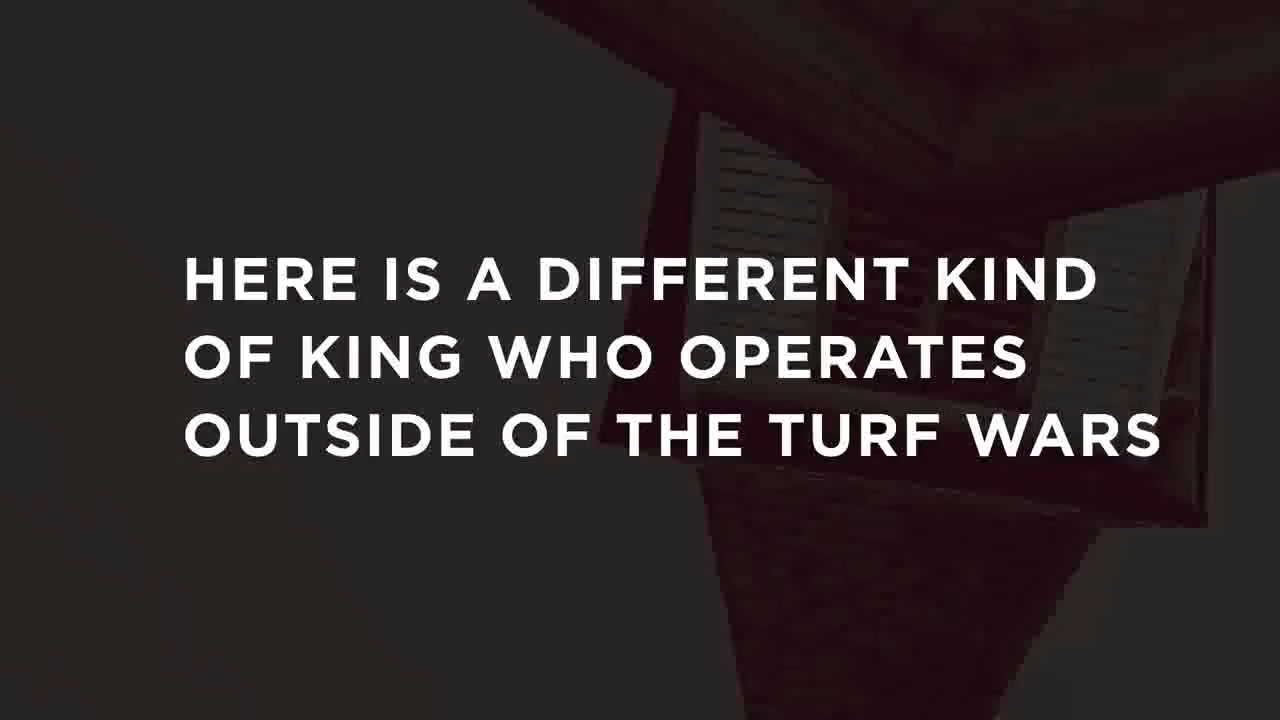 HERE IS A DIFFERENT KIND
OF KING WHO OPERATES
OUTSIDE OF THE TURF WARS